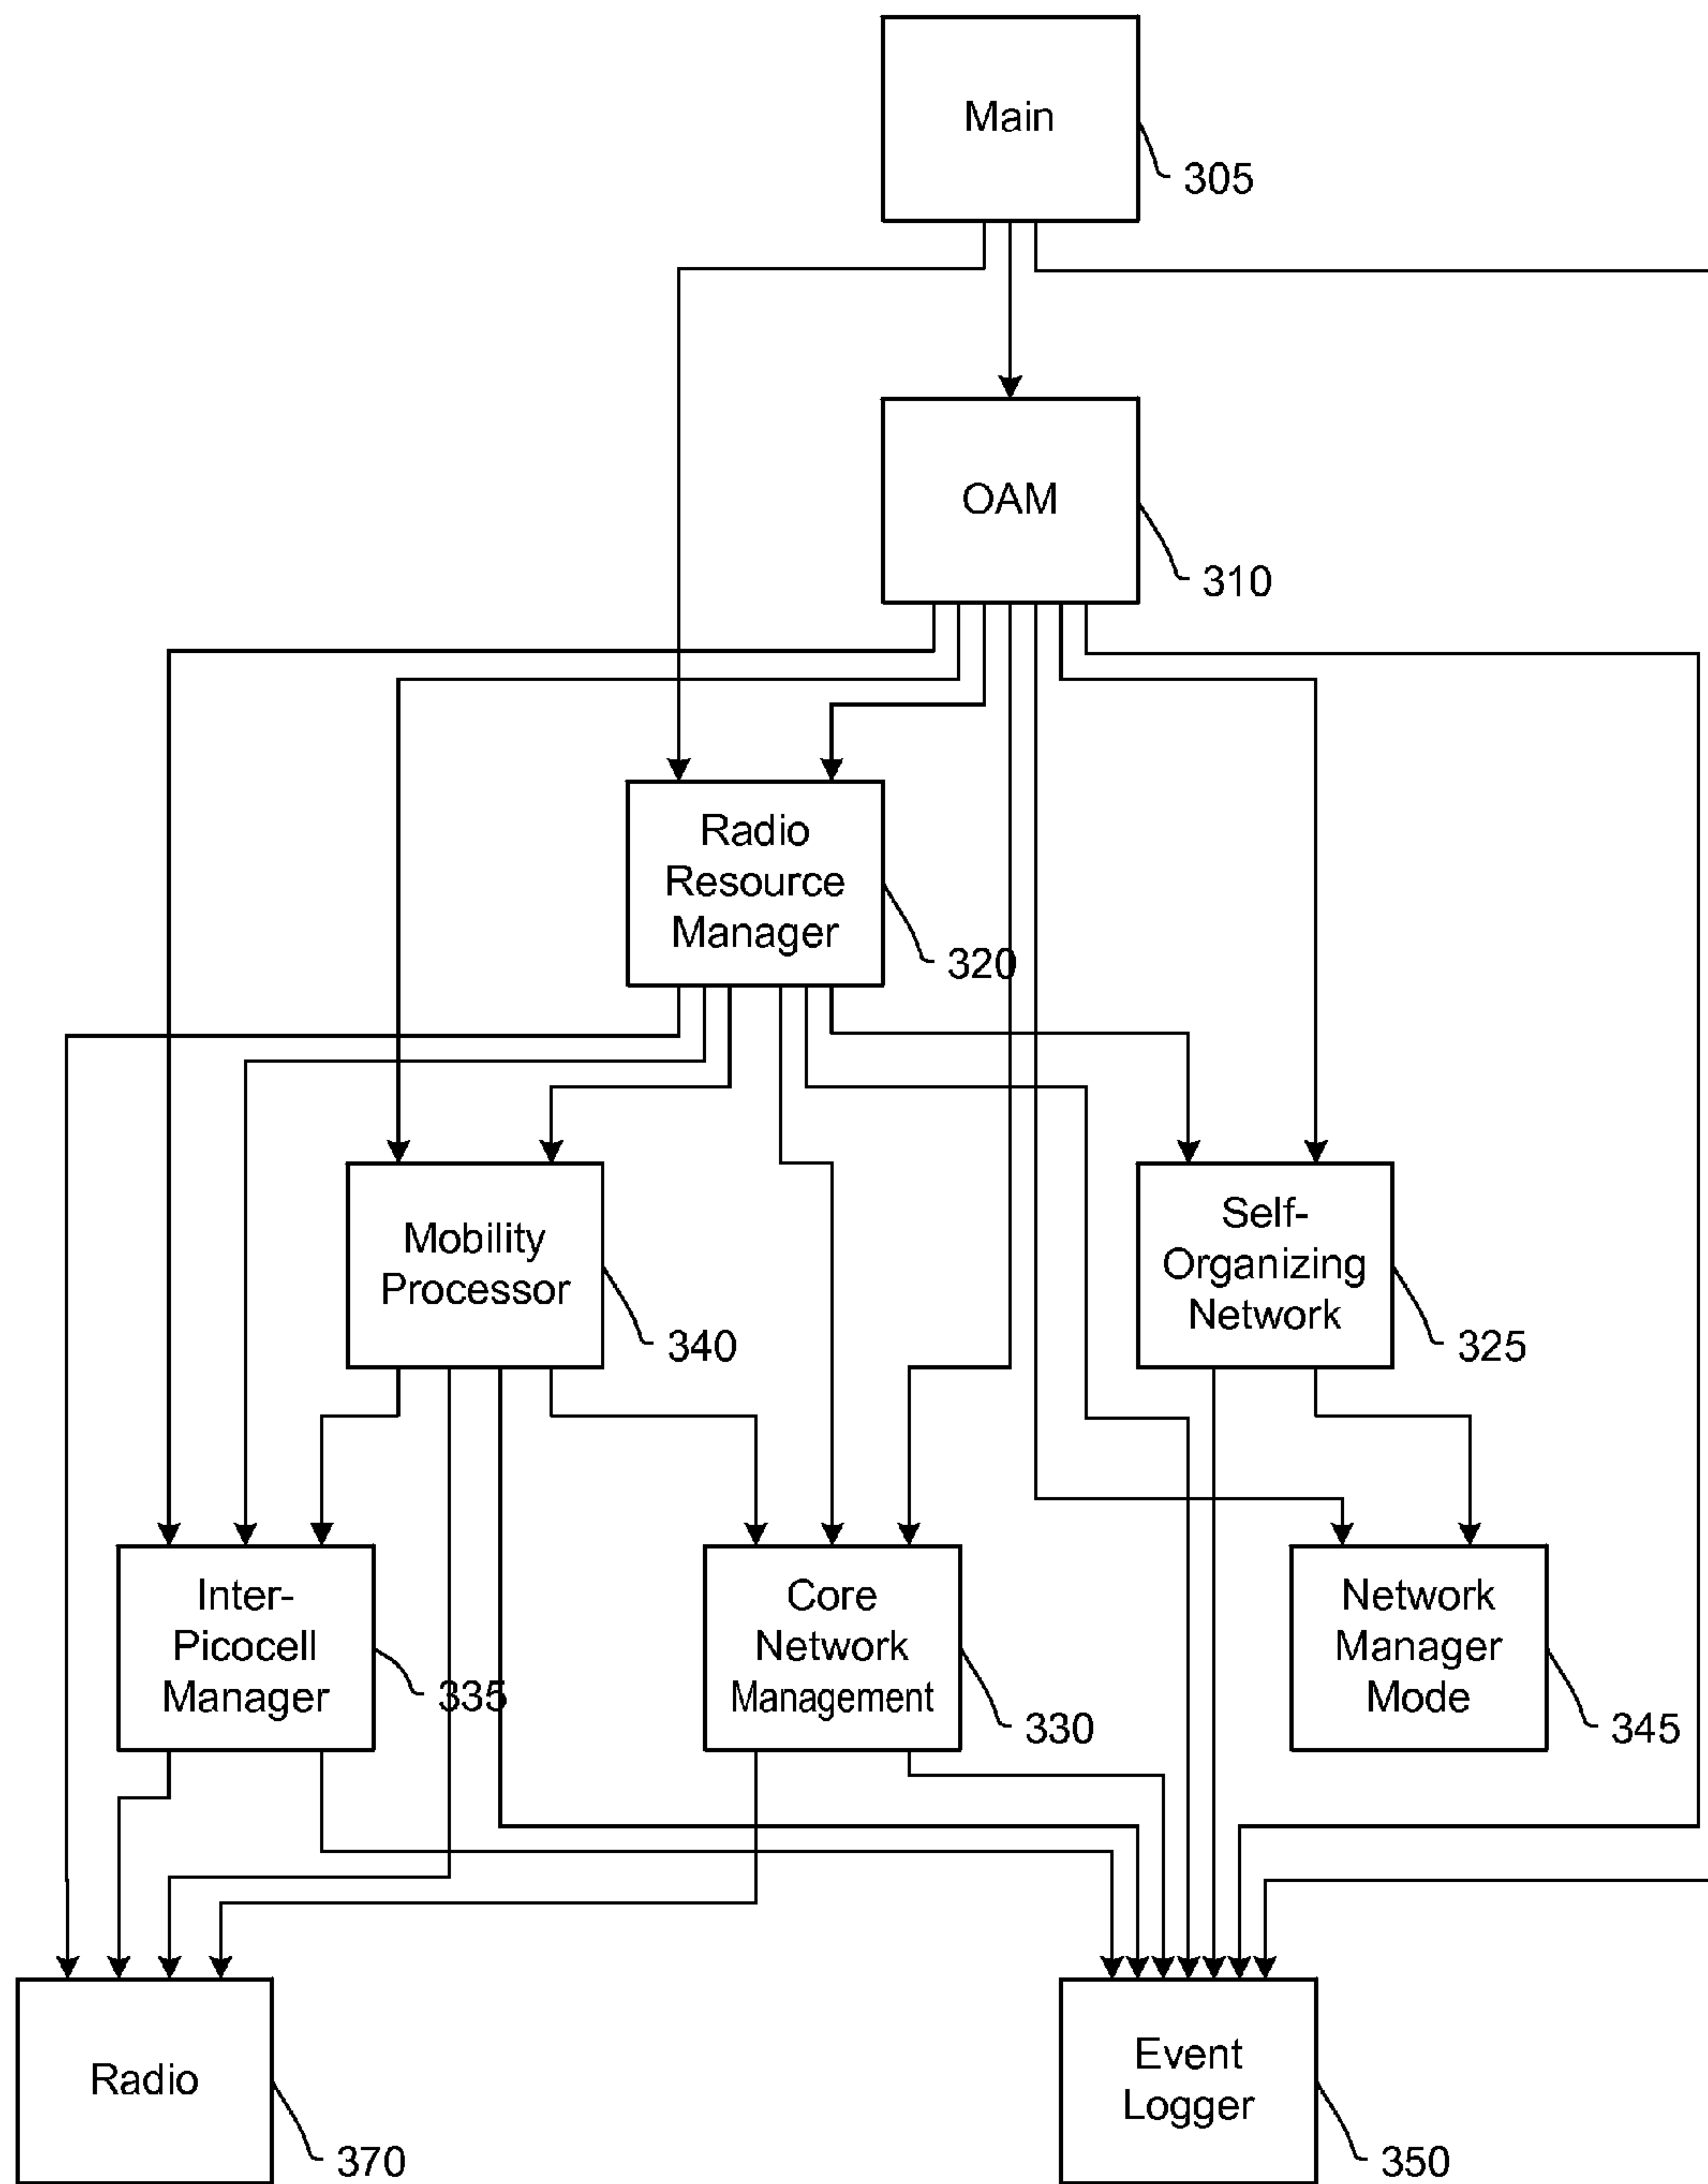 Main
305
OAM
310
Radio
Resource
Manager
320
Mobility
Processor
340
Self-
Organizing
Network
325
Inter-
Picocell
Manager
335
Core
Network
Management
330
Network
Manager
Mode
345
Radio
370
Event
Logger
350